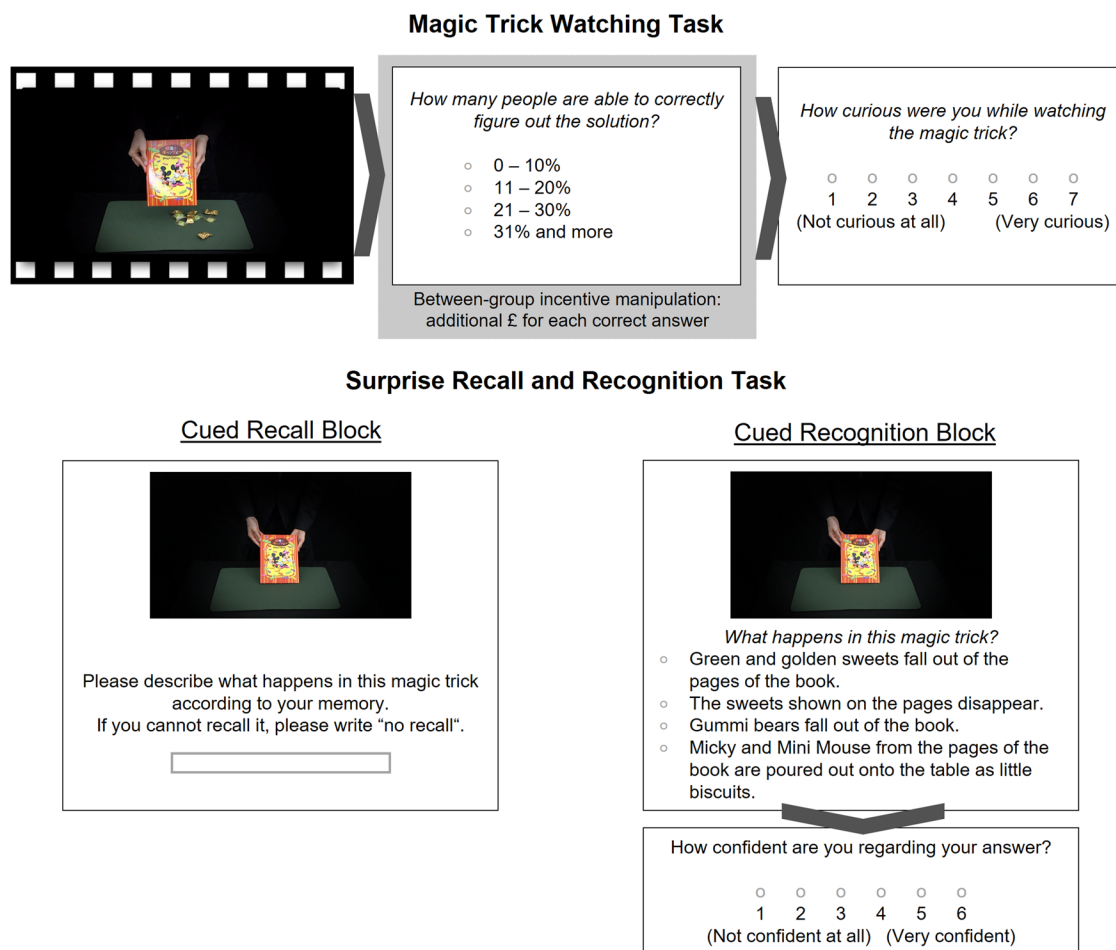 Magic Trick Watching Task
How many people are able to correctly
figure out the solution?
0 – 10%
11 – 20%
21 – 30%
31% and more
Between-group incentive manipulation:
additional £ for each correct answer
How curious were you while watching
the magic trick?
1 2 3 4 5 6 7
(Not curious at all) (Very curious)
Surprise Recall and Recognition Task
Cued Recall Block
Please describe what happens in this magic trick
according to your memory.
If you cannot recall it, please write “no recall“.
Cued Recognition Block
What happens in this magic trick?
Green and golden sweets fall out of the
pages of the book.
The sweets shown on the pages disappear.
Gummi bears fall out of the book.
Micky and Mini Mouse from the pages of the
book are poured out onto the table as little
biscuits.
How confident are you regarding your answer?
1 2 3 4 5 6
(Not confident at all) (Very confident)